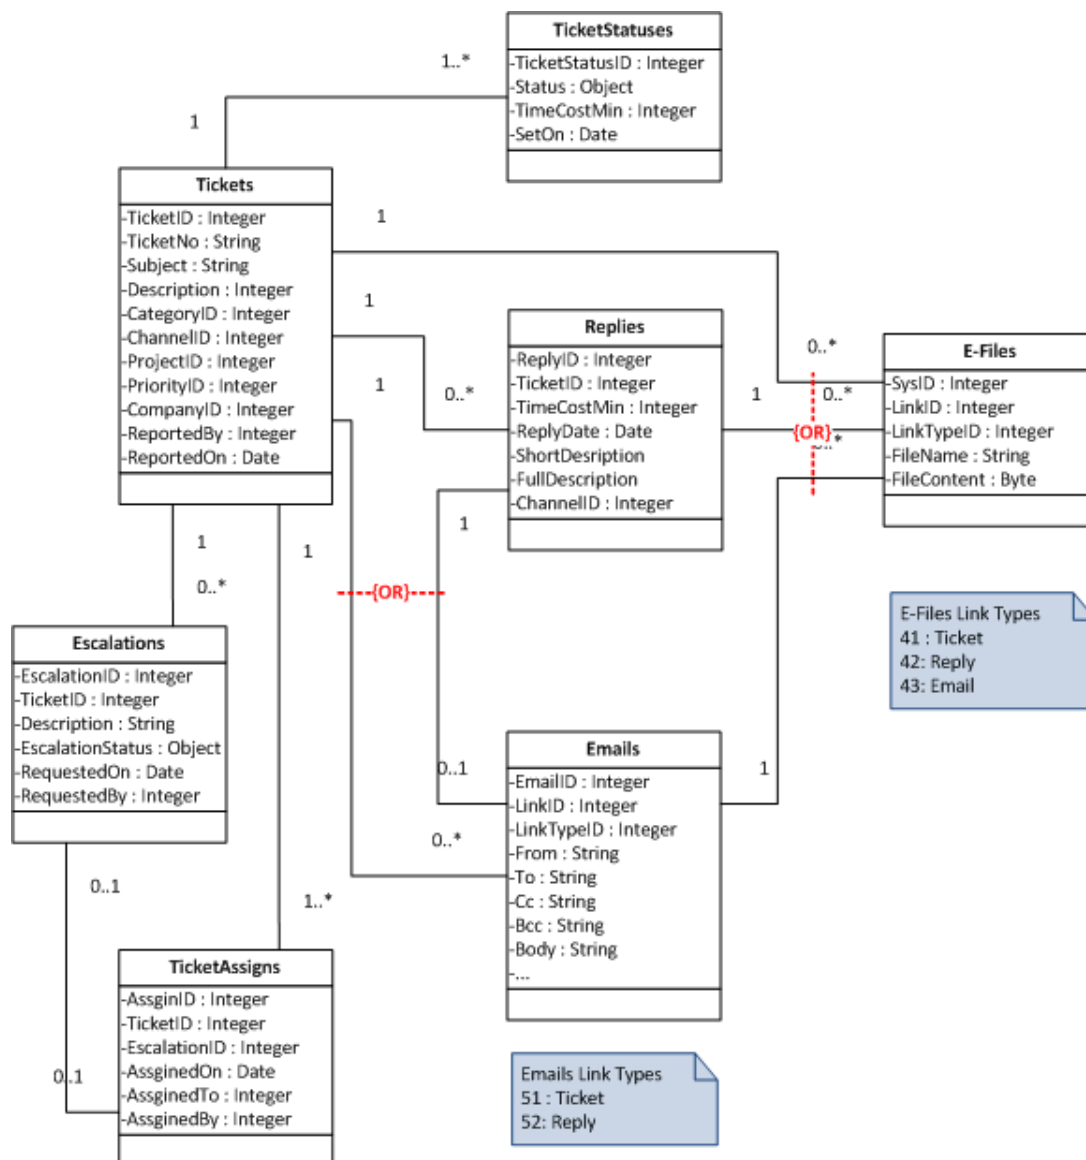 TicketStatuses
-TicketStatusID : Integer
-Status : Object
-TimeCostMin : Integer
-SetOn : Date
1..*
1
Tickets
-TicketID : Integer
-TicketNo : String
-Subject : String
-Description : Integer
-CategoryID : Integer
-ChannelID : Integer
-ProjectID : Integer
-PriorityID : Integer
-CompanyID : Integer
-ReportedBy : Integer
-ReportedOn : Date
1
1
1
0..*
Replies
-ReplyID : Integer
-TicketID : Integer
-TimeCostMin : Integer
-ReplyDate : Date
-ShortDesription
-FullDescription
-ChannelID : Integer
1
0..*
0..*
{OR}
0..*
E-Files
-SysID : Integer
-LinkID : Integer
-LinkTypeID : Integer
-FileName : String
-FileContent : Byte
1
1
1
0..*
{OR}
E-Files Link Types
41 : Ticket
42: Reply
43: Email
Escalations
-EscalationID : Integer
-TicketID : Integer
-Description : String
-EscalationStatus : Object
-RequestedOn : Date
-RequestedBy : Integer
0..1
0..*
1
Emails
-EmailID : Integer
-LinkID : Integer
-LinkTypeID : Integer
-From : String
-To : String
-Cc : String
-Bcc : String
-Body : String
-...
0..1
1..*
TicketAssigns
-AssginID : Integer
-TicketID : Integer
-EscalationID : Integer
-AssginedOn : Date
-AssginedTo : Integer
-AssginedBy : Integer
0..1
Emails Link Types
51 : Ticket
52: Reply